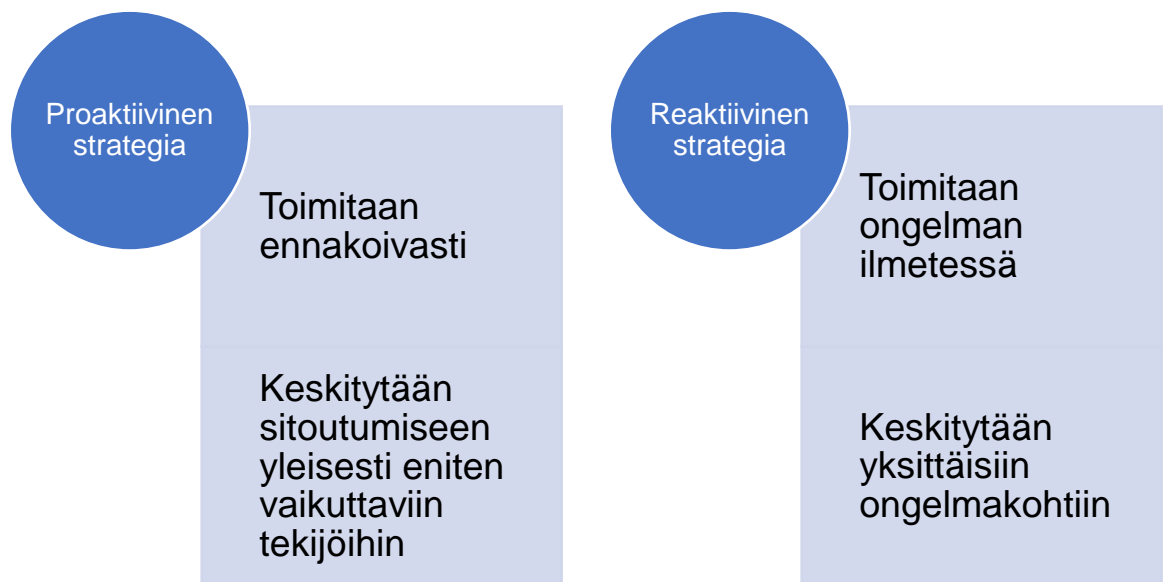 Proaktiivinen
strategia
Toimitaan
ennakoivasti
Keskitytään
sitoutumiseen
yleisesti eniten
vaikuttaviin
tekijöihin
Reaktiivinen
strategia
Toimitaan
ongelman
ilmetessä
Keskitytään
yksittäisiin
ongelmakohtiin